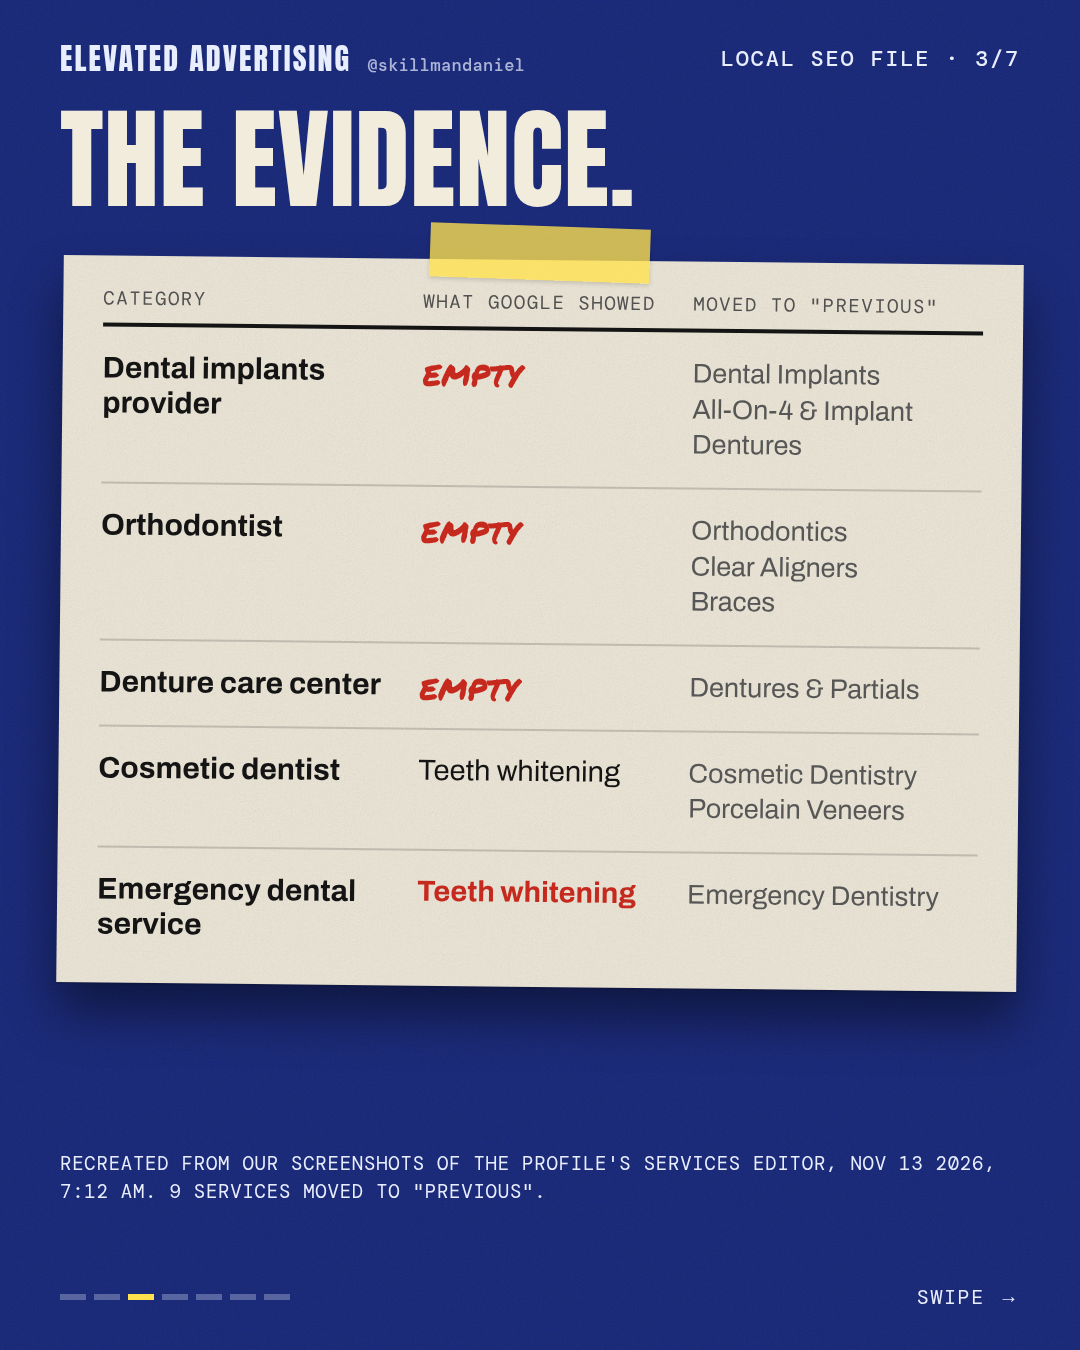 ELEVATED ADVERTISING @skillmandaniel
LOCAL SEO FILE · 3/7
THE EVIDENCE.
CATEGORY WHAT GOOGLE SHOWED MOVED TO "PREVIOUS"
Dental implants provider
EMPTY
Dental Implants
All-On-4 & Implant
Dentures
Orthodontist
EMPTY
Orthodontics
Clear Aligners
Braces
Denture care center
EMPTY
Dentures & Partials
Cosmetic dentist
Teeth whitening
Cosmetic Dentistry
Porcelain Veneers
Emergency dental service
Teeth whitening
Emergency Dentistry
RECREATED FROM OUR SCREENSHOTS OF THE PROFILE'S SERVICES EDITOR, NOV 13 2026,
7:12 AM. 9 SERVICES MOVED TO "PREVIOUS".
SWIPE →